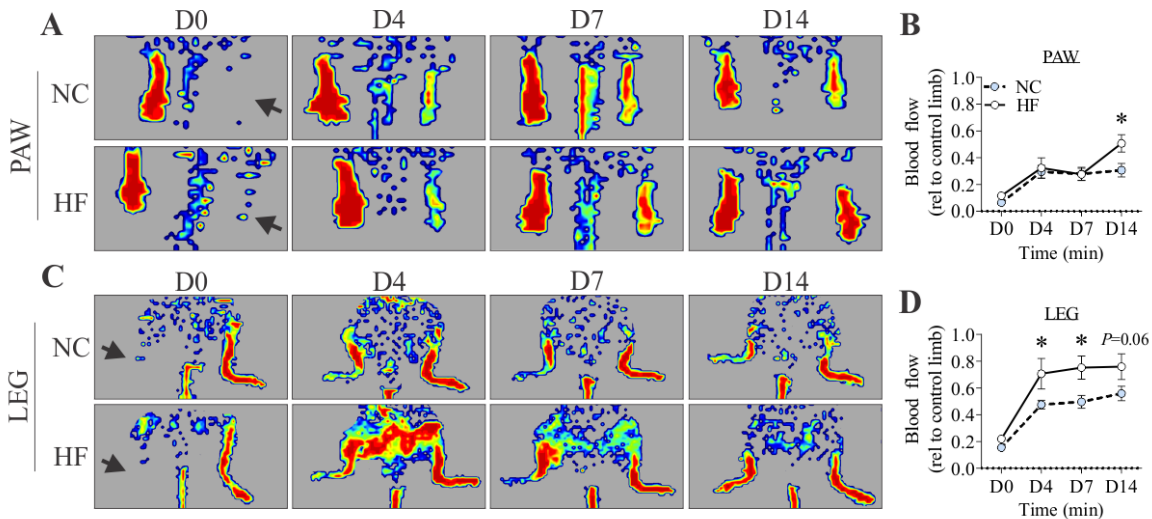 A
D0
D4
D7
D14
PAW
NC
HF
B
PAW
NC
HF
*
Blood flow
(rel to control limb)
1.0
0.8
0.6
0.4
0.2
0.0
D0 D4 D7 D14
Time (min)
C
D0
D4
D7
D14
LEG
NC
HF
D
LEG
* * P=0.06
Blood flow
(rel to control limb)
1.0
0.8
0.6
0.4
0.2
0.0
D0 D4 D7 D14
Time (min)